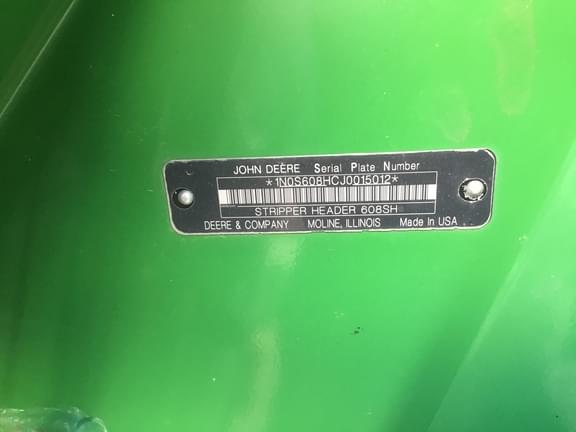 JOHN DEERE Serial Plate Number
*1N0S608HCJ0015012*
STRIPPER HEADER 608SH
DEERE & COMPANY MOLINE, ILLINOIS Made In USA